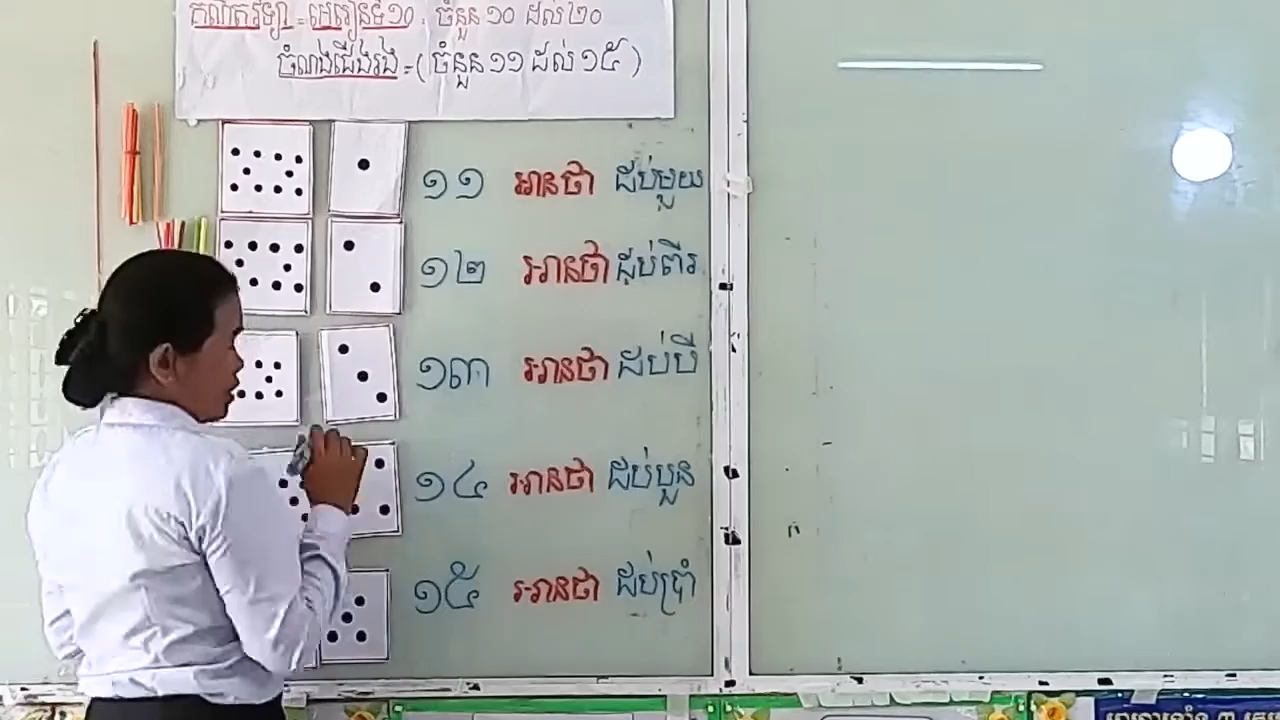 គណិតវិទ្យា = មេរៀនទី១០ : ចំនួន ១០ ដល់ ២០
ចំណងជើងរង =( ចំនួន ១១ ដល់ ១៥ )
១១ អានថា ដប់មួយ
១២ អានថា ដប់ពីរ
១៣ អានថា ដប់បី
១៤ អានថា ដប់បួន
១៥ អានថា ដប់ប្រាំ